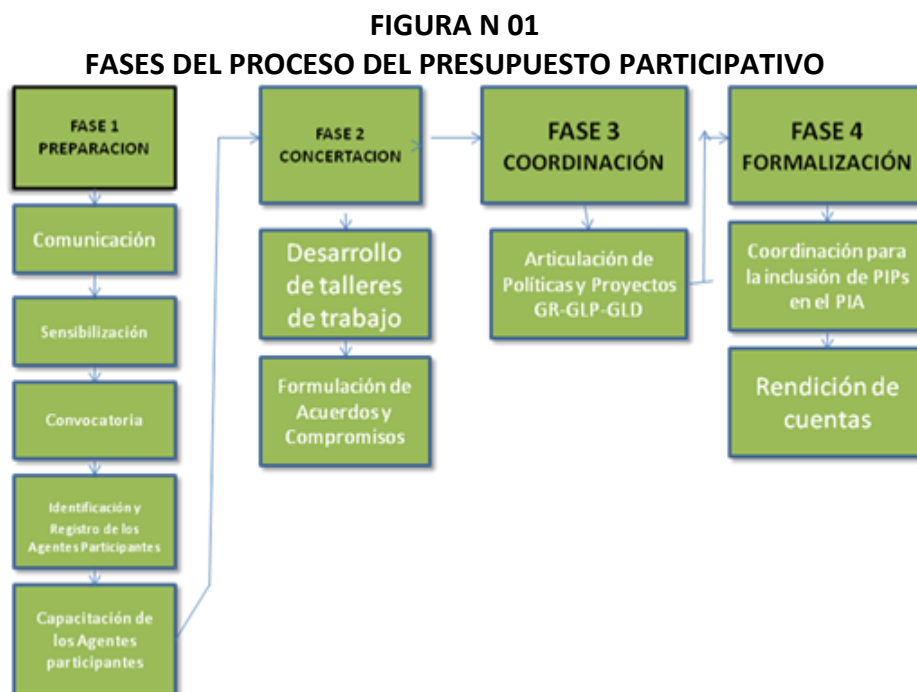 FIGURA N 01
FASES DEL PROCESO DEL PRESUPUESTO PARTICIPATIVO
FASE 1
PREPARACION
Comunicación
Sensibilización
Convocatoria
Identificación y
Registro de los
Agentes Participantes
Capacitación de
los Agentes
participantes
FASE 2
CONCERTACION
Desarrollo
de talleres
de trabajo
Formulación de
Acuerdos y
Compromisos
FASE 3
COORDINACIÓN
Articulación de
Políticas y Proyectos
GR-GLP-GLD
FASE 4
FORMALIZACIÓN
Coordinación para
la inclusión de PIPs
en el PIA
Rendición de
cuentas